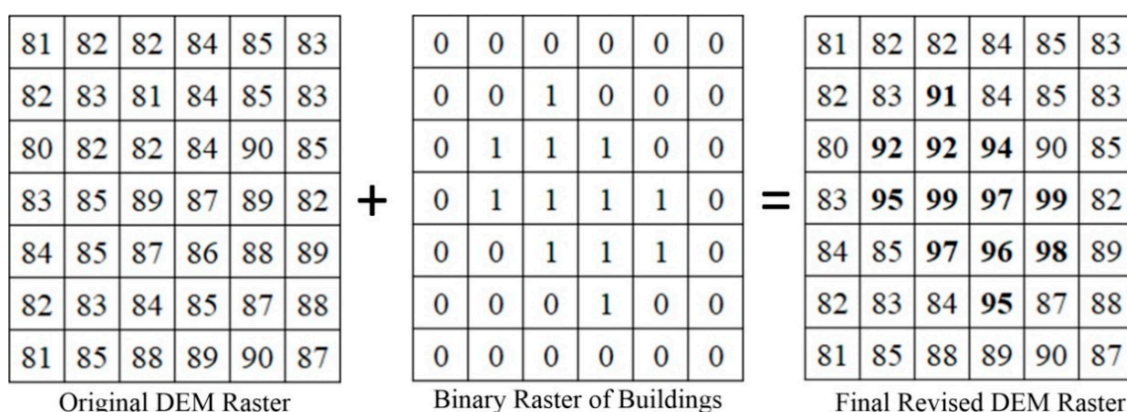 81 82 82 84 85 83
82 83 81 84 85 83
80 82 82 84 90 85
83 85 89 87 89 82
84 85 87 86 88 89
82 83 84 85 87 88
81 85 88 89 90 87
Original DEM Raster
+
0 0 0 0 0 0
0 0 1 0 0 0
0 1 1 1 0 0
0 1 1 1 1 0
0 0 1 1 1 0
0 0 0 1 0 0
0 0 0 0 0 0
Binary Raster of Buildings
=
81 82 82 84 85 83
82 83 91 84 85 83
80 92 92 94 90 85
83 95 99 97 99 82
84 85 97 96 98 89
82 83 84 95 87 88
81 85 88 89 90 87
Final Revised DEM Raster